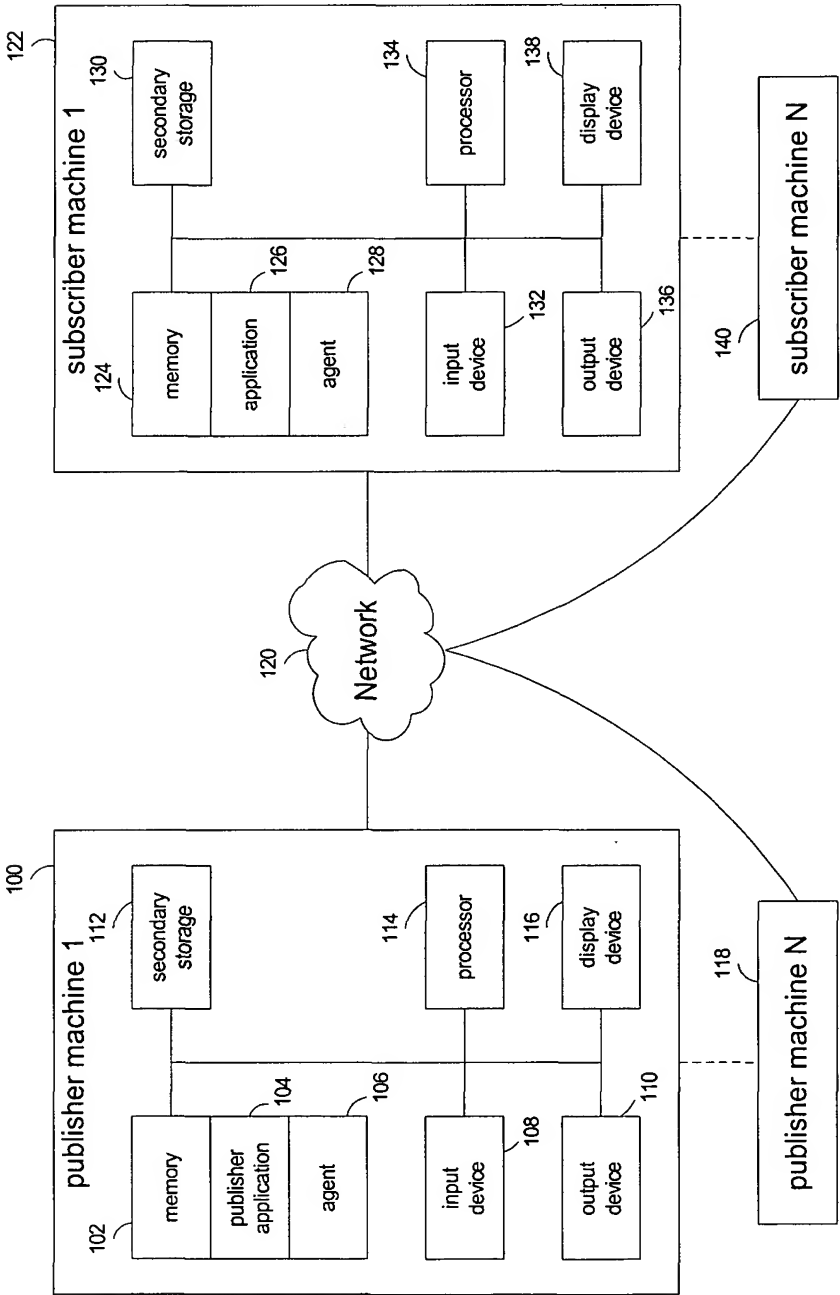 publisher machine 1
100
102
memory
publisher
application
104
agent
106
secondary
storage
112
input
device
108
processor
114
output
device
110
display
device
116
publisher machine N
118
Network
120
subscriber machine 1
122
124
memory
application
126
agent
128
secondary
storage
130
input
device
132
processor
134
output
device
136
display
device
138
subscriber machine N
140